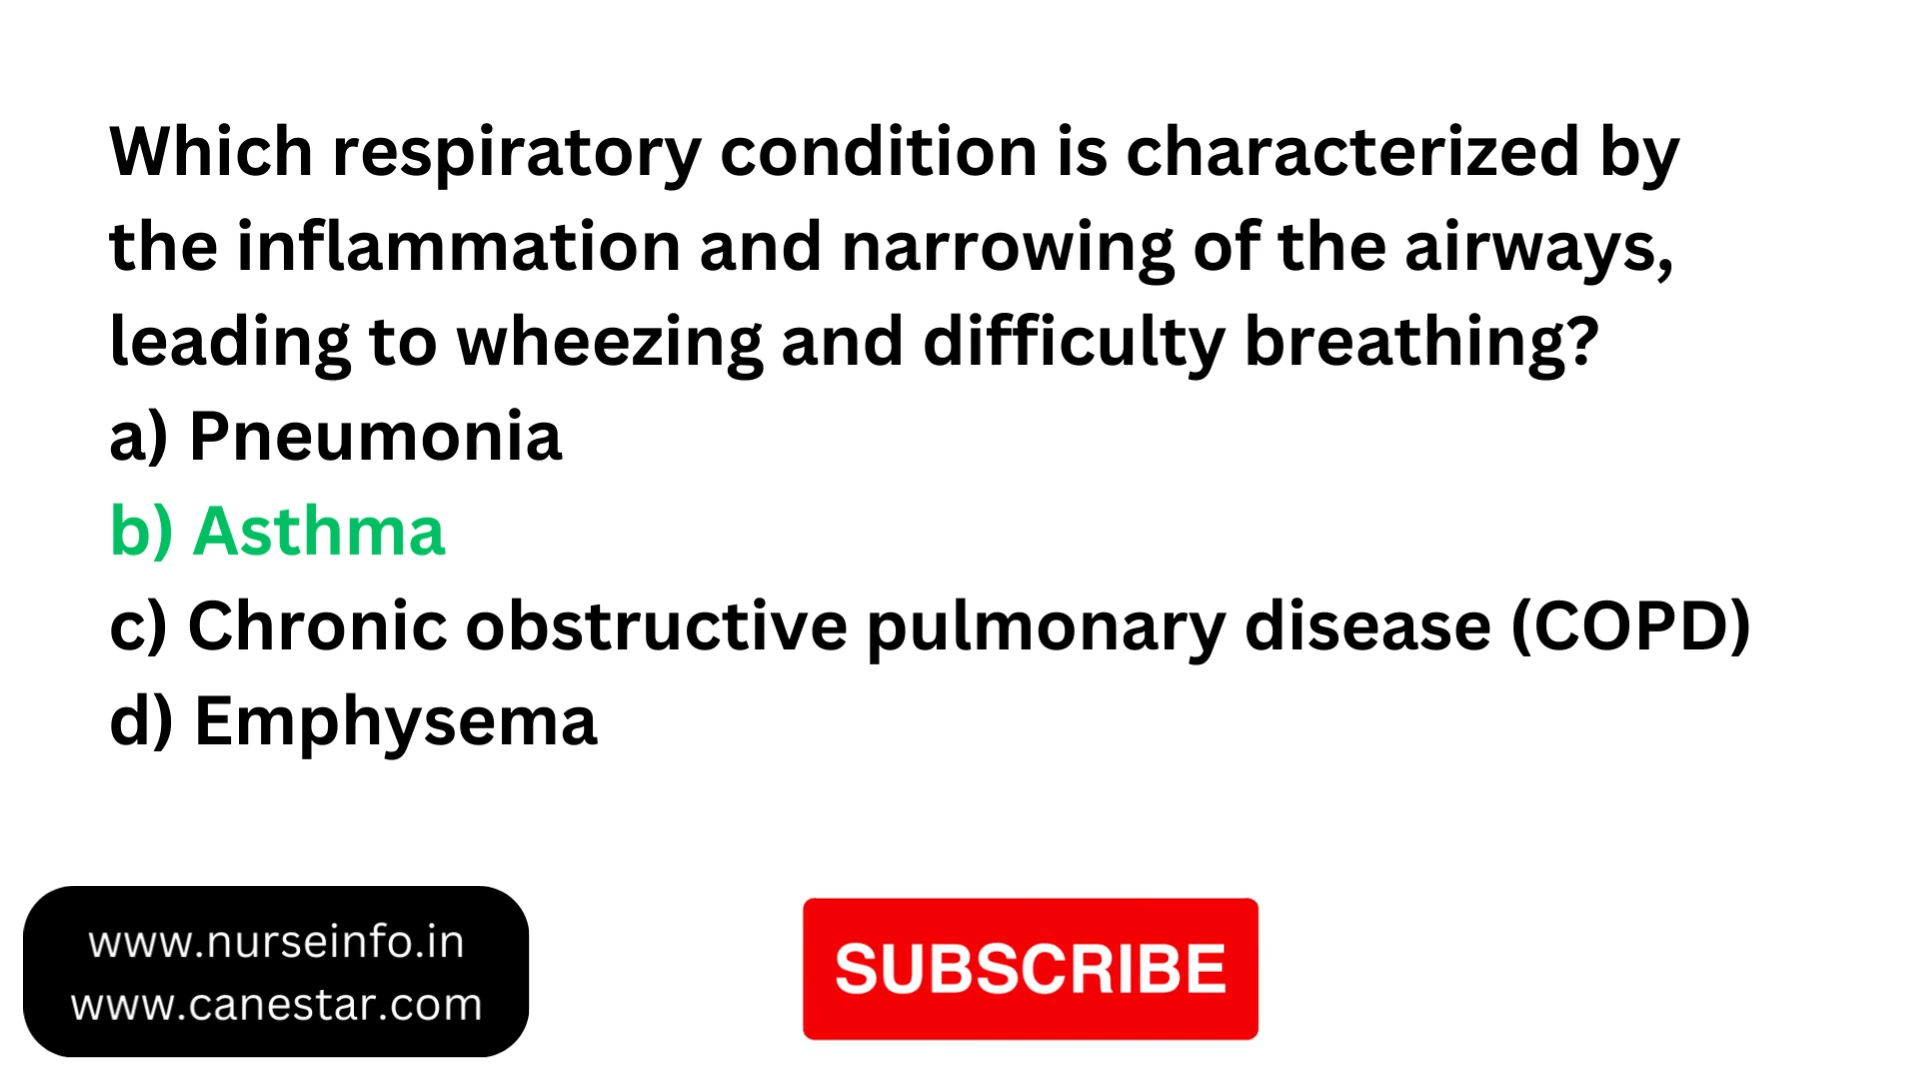 Which respiratory condition is characterized by
the inflammation and narrowing of the airways,
leading to wheezing and difficulty breathing?
a) Pneumonia
b) Asthma
c) Chronic obstructive pulmonary disease (COPD)
d) Emphysema
www.nurseinfo.in
www.canestar.com
SUBSCRIBE